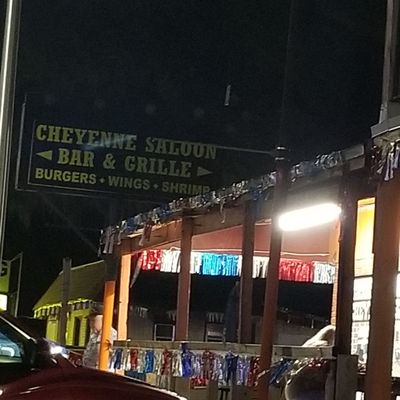 CHEYENNE SALOON
BAR & GRILLE
BURGERS • WINGS • SHRIMP